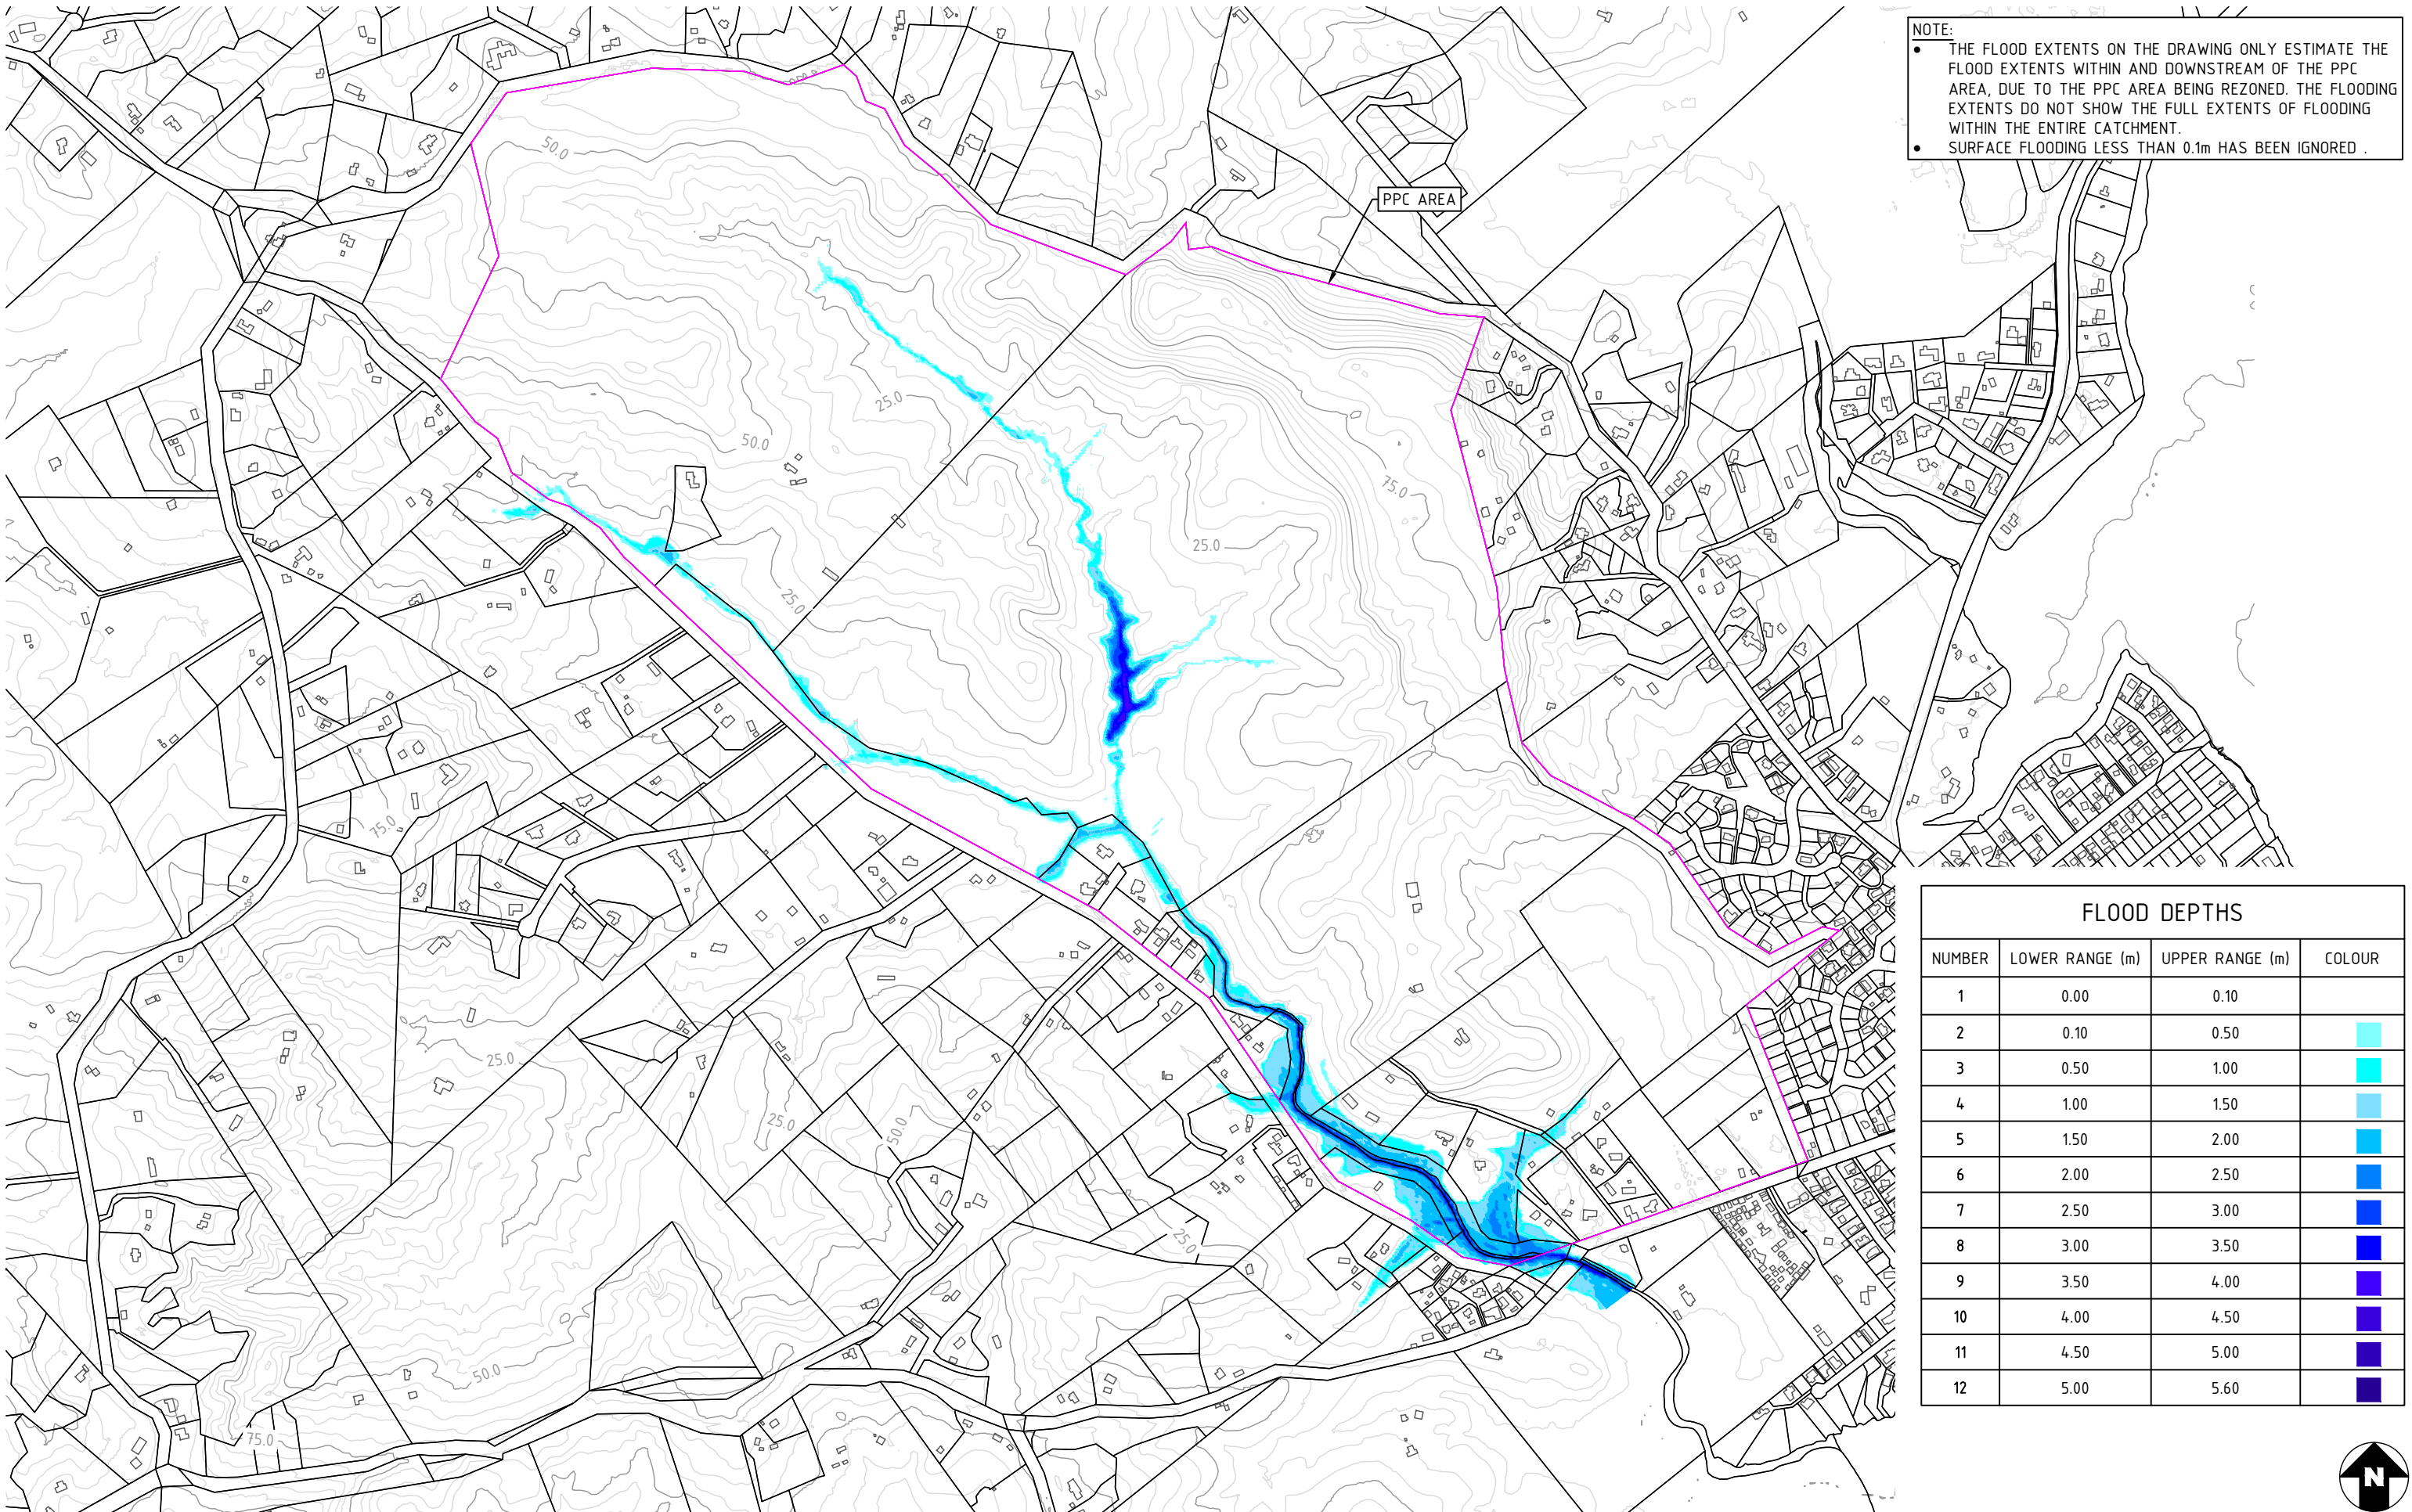 NOTE:
• THE FLOOD EXTENTS ON THE DRAWING ONLY ESTIMATE THE
FLOOD EXTENTS WITHIN AND DOWNSTREAM OF THE PPC
AREA, DUE TO THE PPC AREA BEING REZONED. THE FLOODING
EXTENTS DO NOT SHOW THE FULL EXTENTS OF FLOODING
WITHIN THE ENTIRE CATCHMENT.
• SURFACE FLOODING LESS THAN 0.1m HAS BEEN IGNORED .
50.0
PPC AREA
25.0
50.0
75.0
25.0
25.0
75.0
25.0
25.0
50.0
25.0
50.0
75.0
FLOOD DEPTHS
NUMBER LOWER RANGE (m) UPPER RANGE (m) COLOUR
1 0.00 0.10
2 0.10 0.50
3 0.50 1.00
4 1.00 1.50
5 1.50 2.00
6 2.00 2.50
7 2.50 3.00
8 3.00 3.50
9 3.50 4.00
10 4.00 4.50
11 4.50 5.00
12 5.00 5.60
N